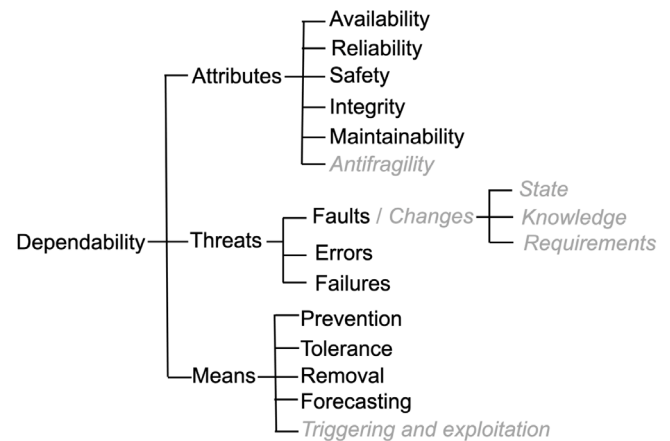 Dependability
Attributes
Availability
Reliability
Safety
Integrity
Maintainability
Antifragility
Threats
Faults / Changes
State
Knowledge
Requirements
Errors
Failures
Means
Prevention
Tolerance
Removal
Forecasting
Triggering and exploitation